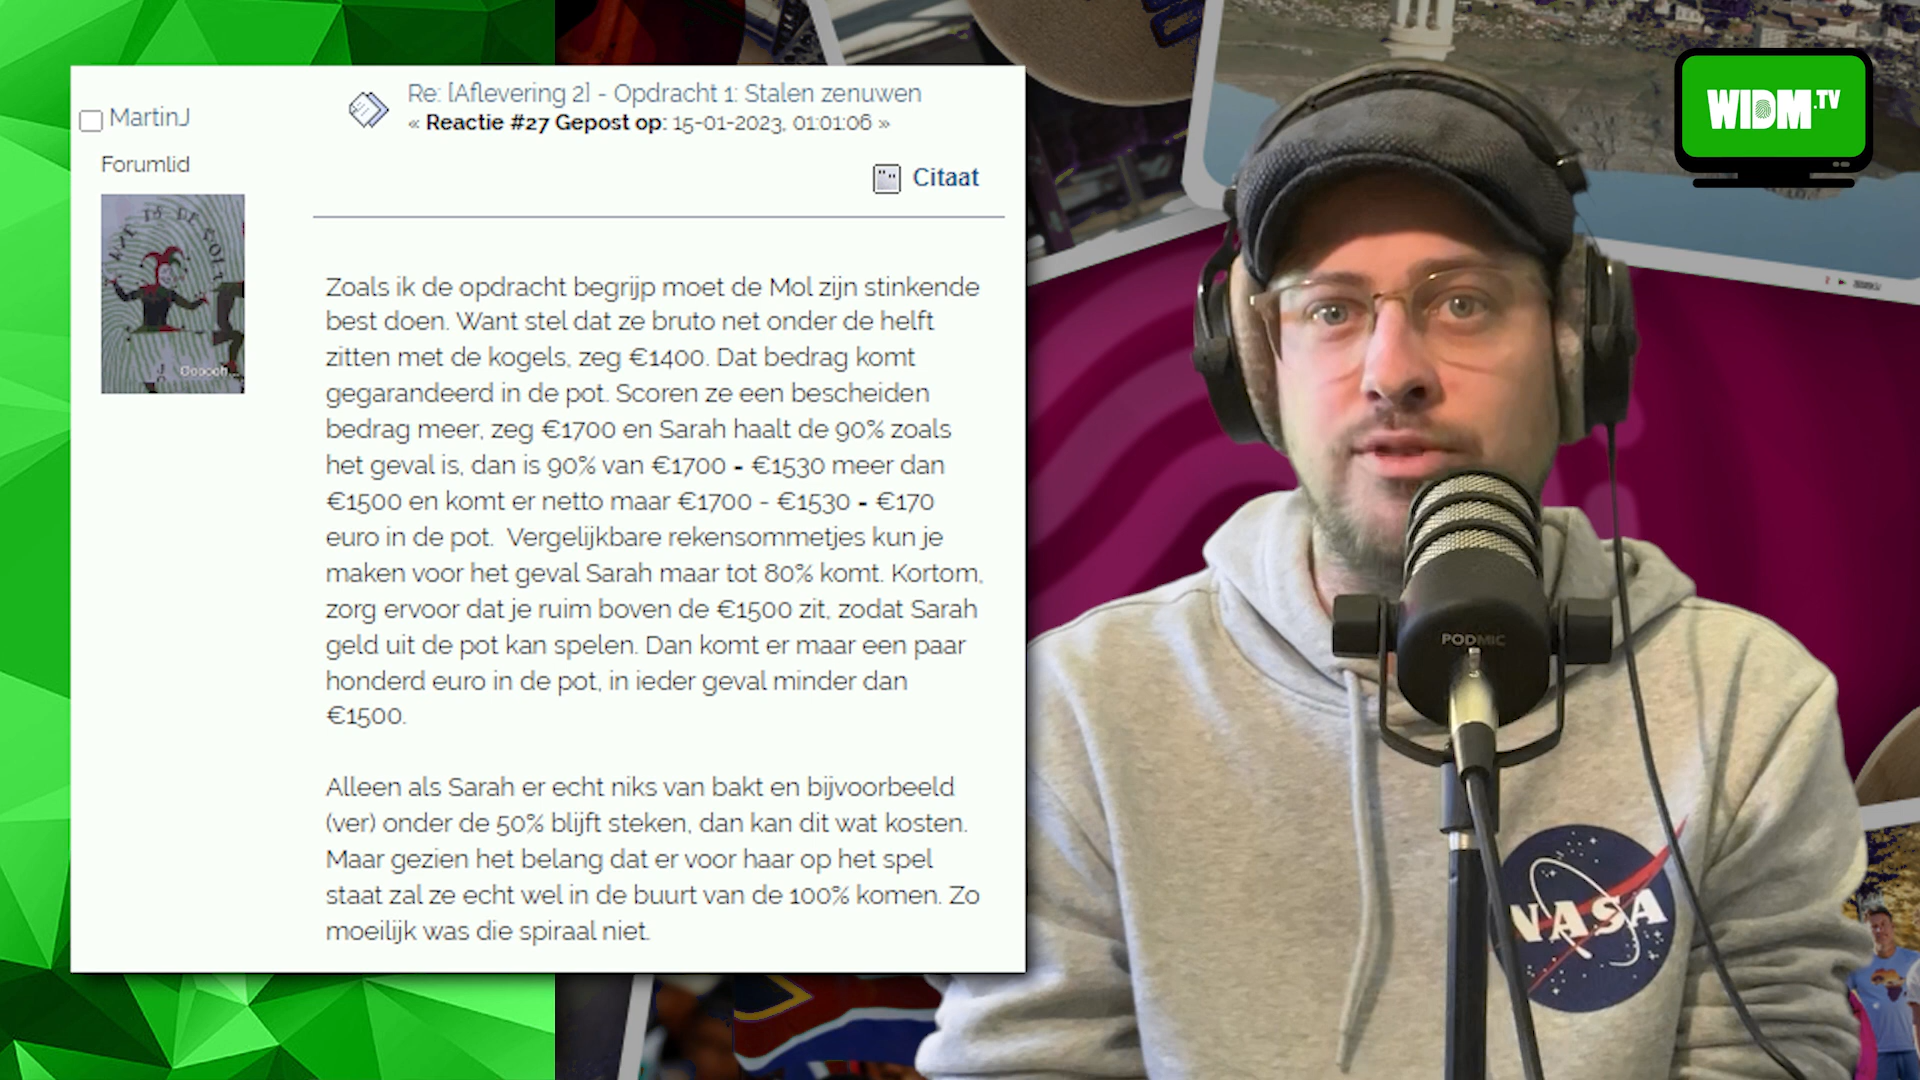 MartinJ
Forumlid
Ooooh...
Re: [Aflevering 2] - Opdracht 1: Stalen zenuwen
« Reactie #27 Gepost op: 15-01-2023, 01:01:06 »
Citaat
Zoals ik de opdracht begrijp moet de Mol zijn stinkende
best doen. Want stel dat ze bruto net onder de helft
zitten met de kogels, zeg €1400. Dat bedrag komt
gegarandeerd in de pot. Scoren ze een bescheiden
bedrag meer, zeg €1700 en Sarah haalt de 90% zoals
het geval is, dan is 90% van €1700 = €1530 meer dan
€1500 en komt er netto maar €1700 - €1530 = €170
euro in de pot. Vergelijkbare rekensommetjes kun je
maken voor het geval Sarah maar tot 80% komt. Kortom,
zorg ervoor dat je ruim boven de €1500 zit, zodat Sarah
geld uit de pot kan spelen. Dan komt er maar een paar
honderd euro in de pot, in ieder geval minder dan
€1500.
Alleen als Sarah er echt niks van bakt en bijvoorbeeld
(ver) onder de 50% blijft steken, dan kan dit wat kosten.
Maar gezien het belang dat er voor haar op het spel
staat zal ze echt wel in de buurt van de 100% komen. Zo
moeilijk was die spiraal niet.
WIDM.TV
PODMIC
NASA